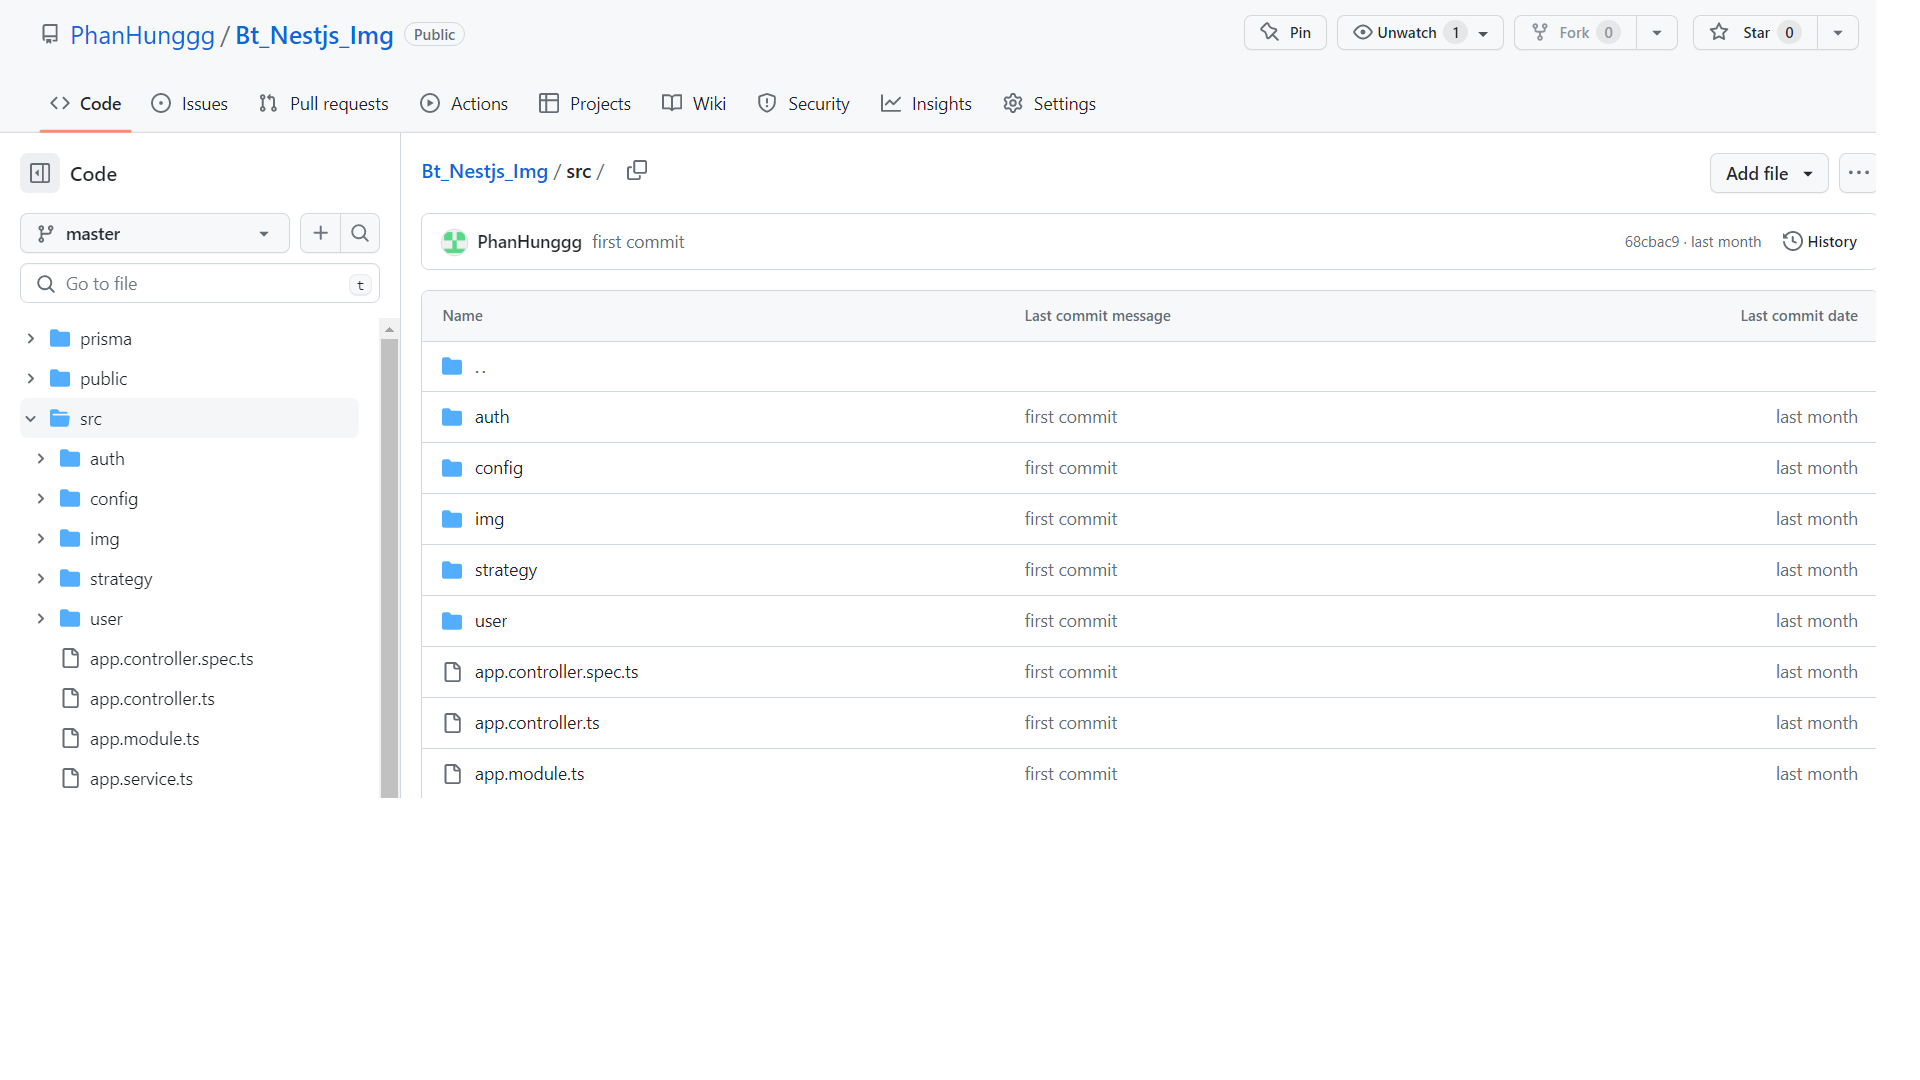 PhanHunggg / Bt_Nestjs_Img Public Pin Unwatch 1 Fork 0 Star 0
Code Issues Pull requests Actions Projects Wiki Security Insights Settings
Code
master
Go to file t
prisma
public
src
auth
config
img
strategy
user
app.controller.spec.ts
app.controller.ts
app.module.ts
app.service.ts
Bt_Nestjs_Img / src / Add file
PhanHunggg first commit 68cbac9 · last month History
Name Last commit message Last commit date
..
auth first commit last month
config first commit last month
img first commit last month
strategy first commit last month
user first commit last month
app.controller.spec.ts first commit last month
app.controller.ts first commit last month
app.module.ts first commit last month